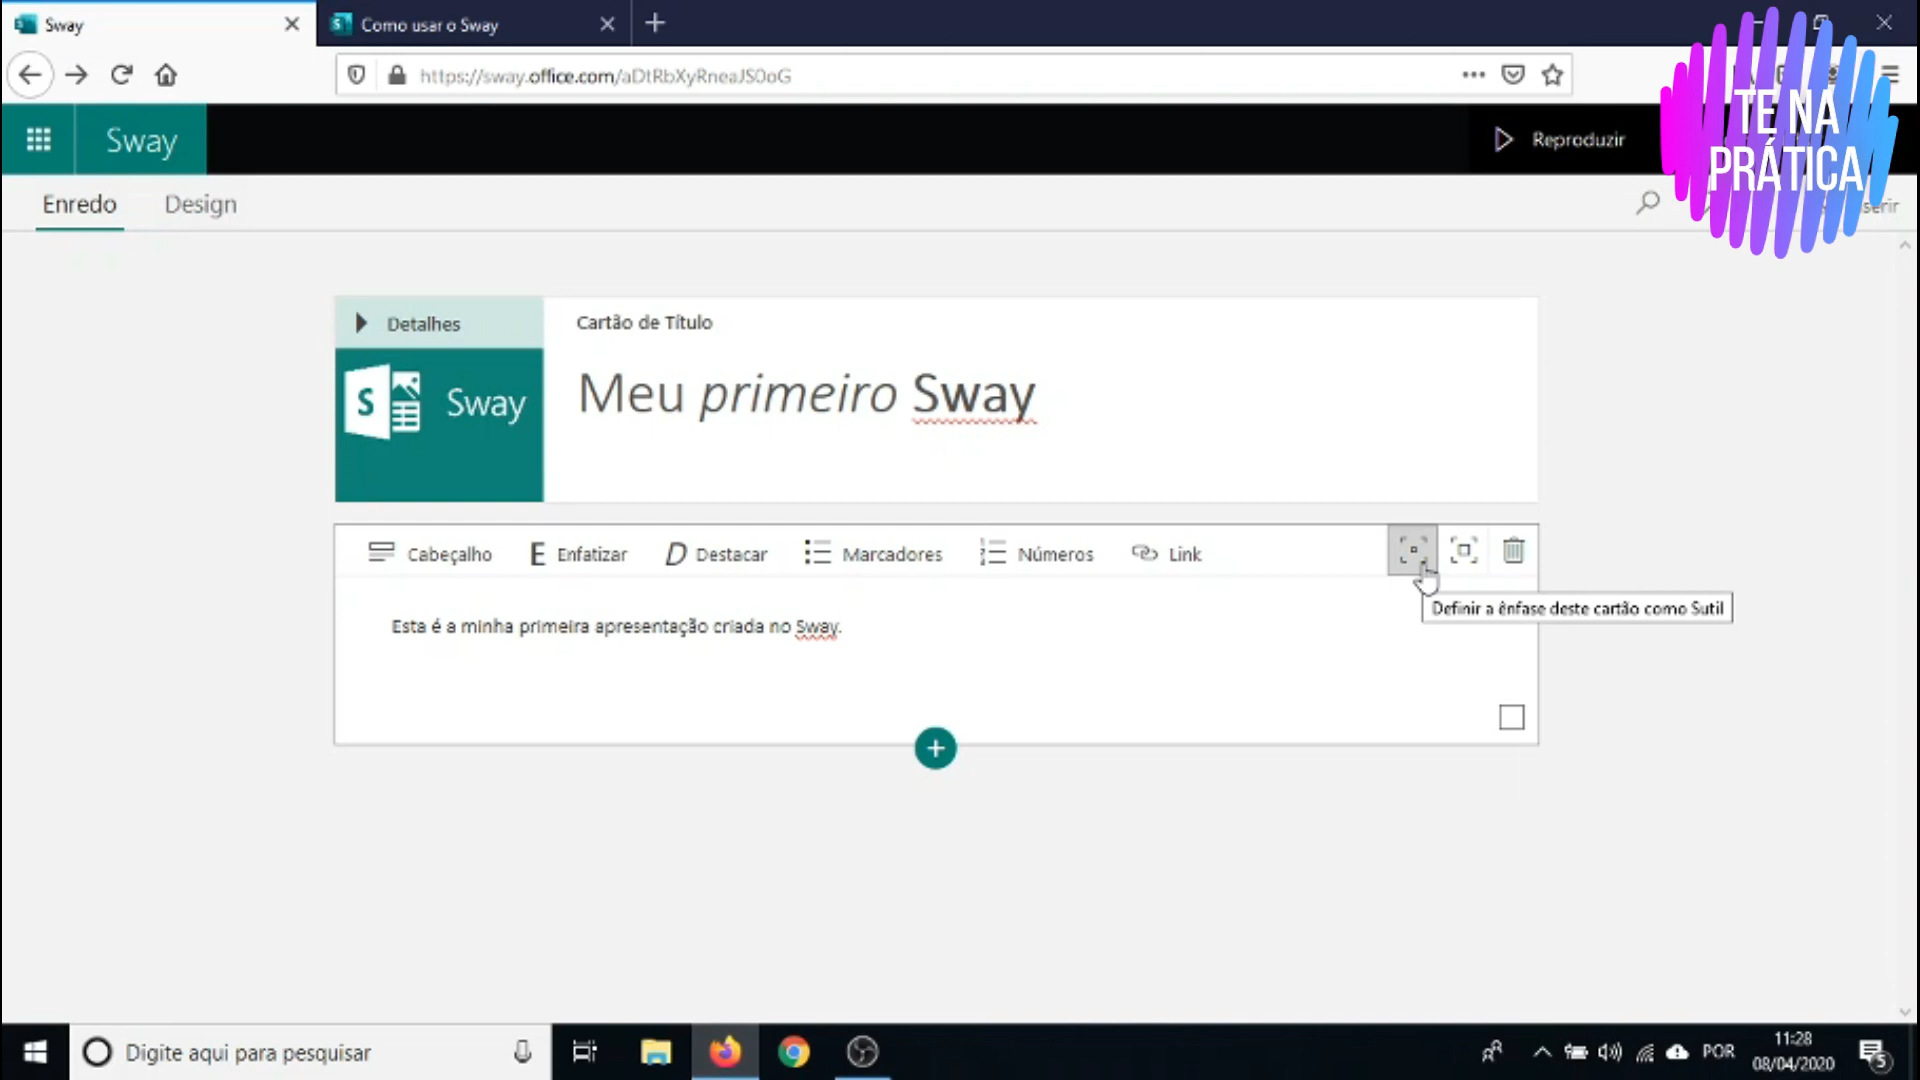 Sway
Como usar o Sway
https://sway.office.com/aDtRbXyRneaJS0oG
Sway
Reproduzir
TE NA
PRÁTICA
Enredo
Design
serir
Detalhes
Cartão de Título
S Sway
Meu primeiro Sway
Cabeçalho
E Enfatizar
D Destacar
Marcadores
Números
Link
Definir a ênfase deste cartão como Sutil
Esta é a minha primeira apresentação criada no Sway.
Digite aqui para pesquisar
POR
11:28
08/04/2020
5